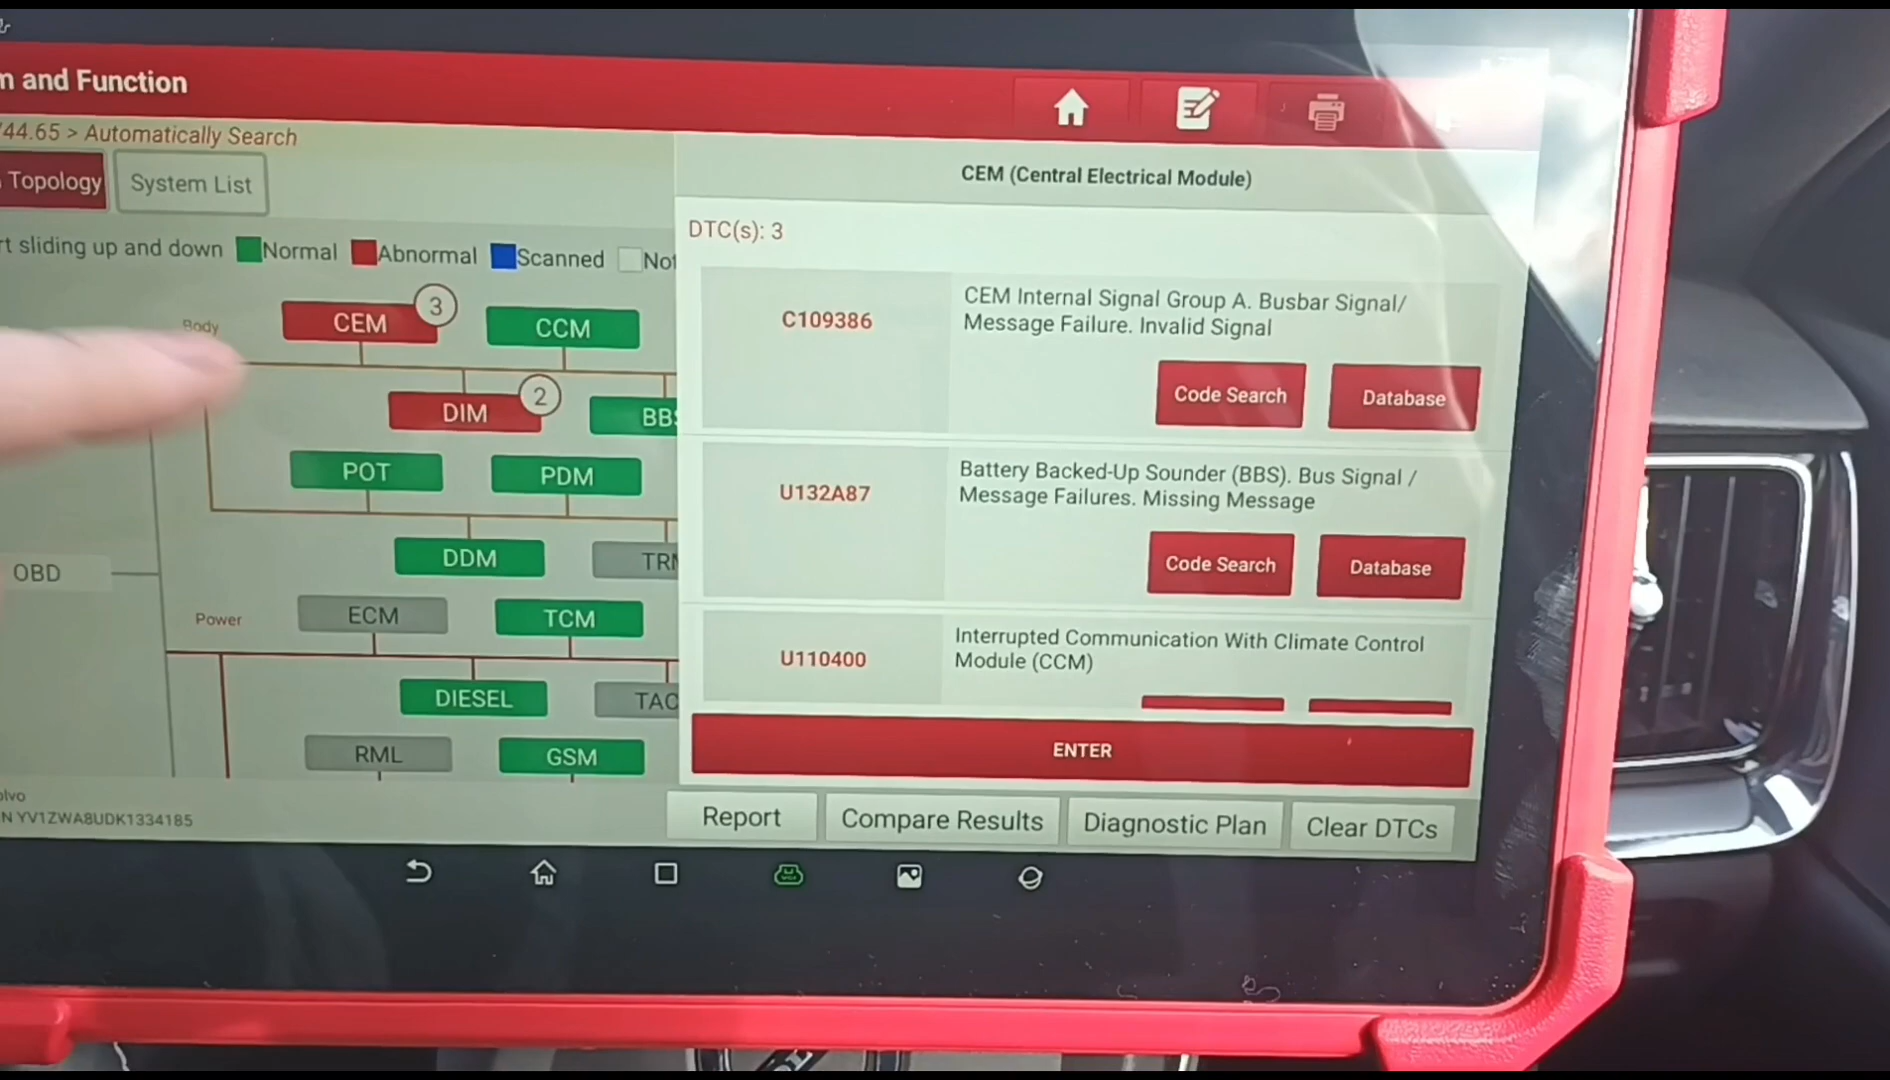 and Function
44.65 > Automatically Search
Topology
System List
sliding up and down
Normal
Abnormal
Scanned
Body
CEM
3
CCM
DIM
2
BBS
POT
PDM
DDM
OBD
Power
ECM
TCM
DIESEL
TAC
RML
GSM
YV1ZWA8UDK1334185
CEM (Central Electrical Module)
DTC(s): 3
C109386
CEM Internal Signal Group A. Busbar Signal/
Message Failure. Invalid Signal
Code Search
Database
U132A87
Battery Backed-Up Sounder (BBS). Bus Signal /
Message Failures. Missing Message
Code Search
Database
U110400
Interrupted Communication With Climate Control
Module (CCM)
ENTER
Report
Compare Results
Diagnostic Plan
Clear DTCs